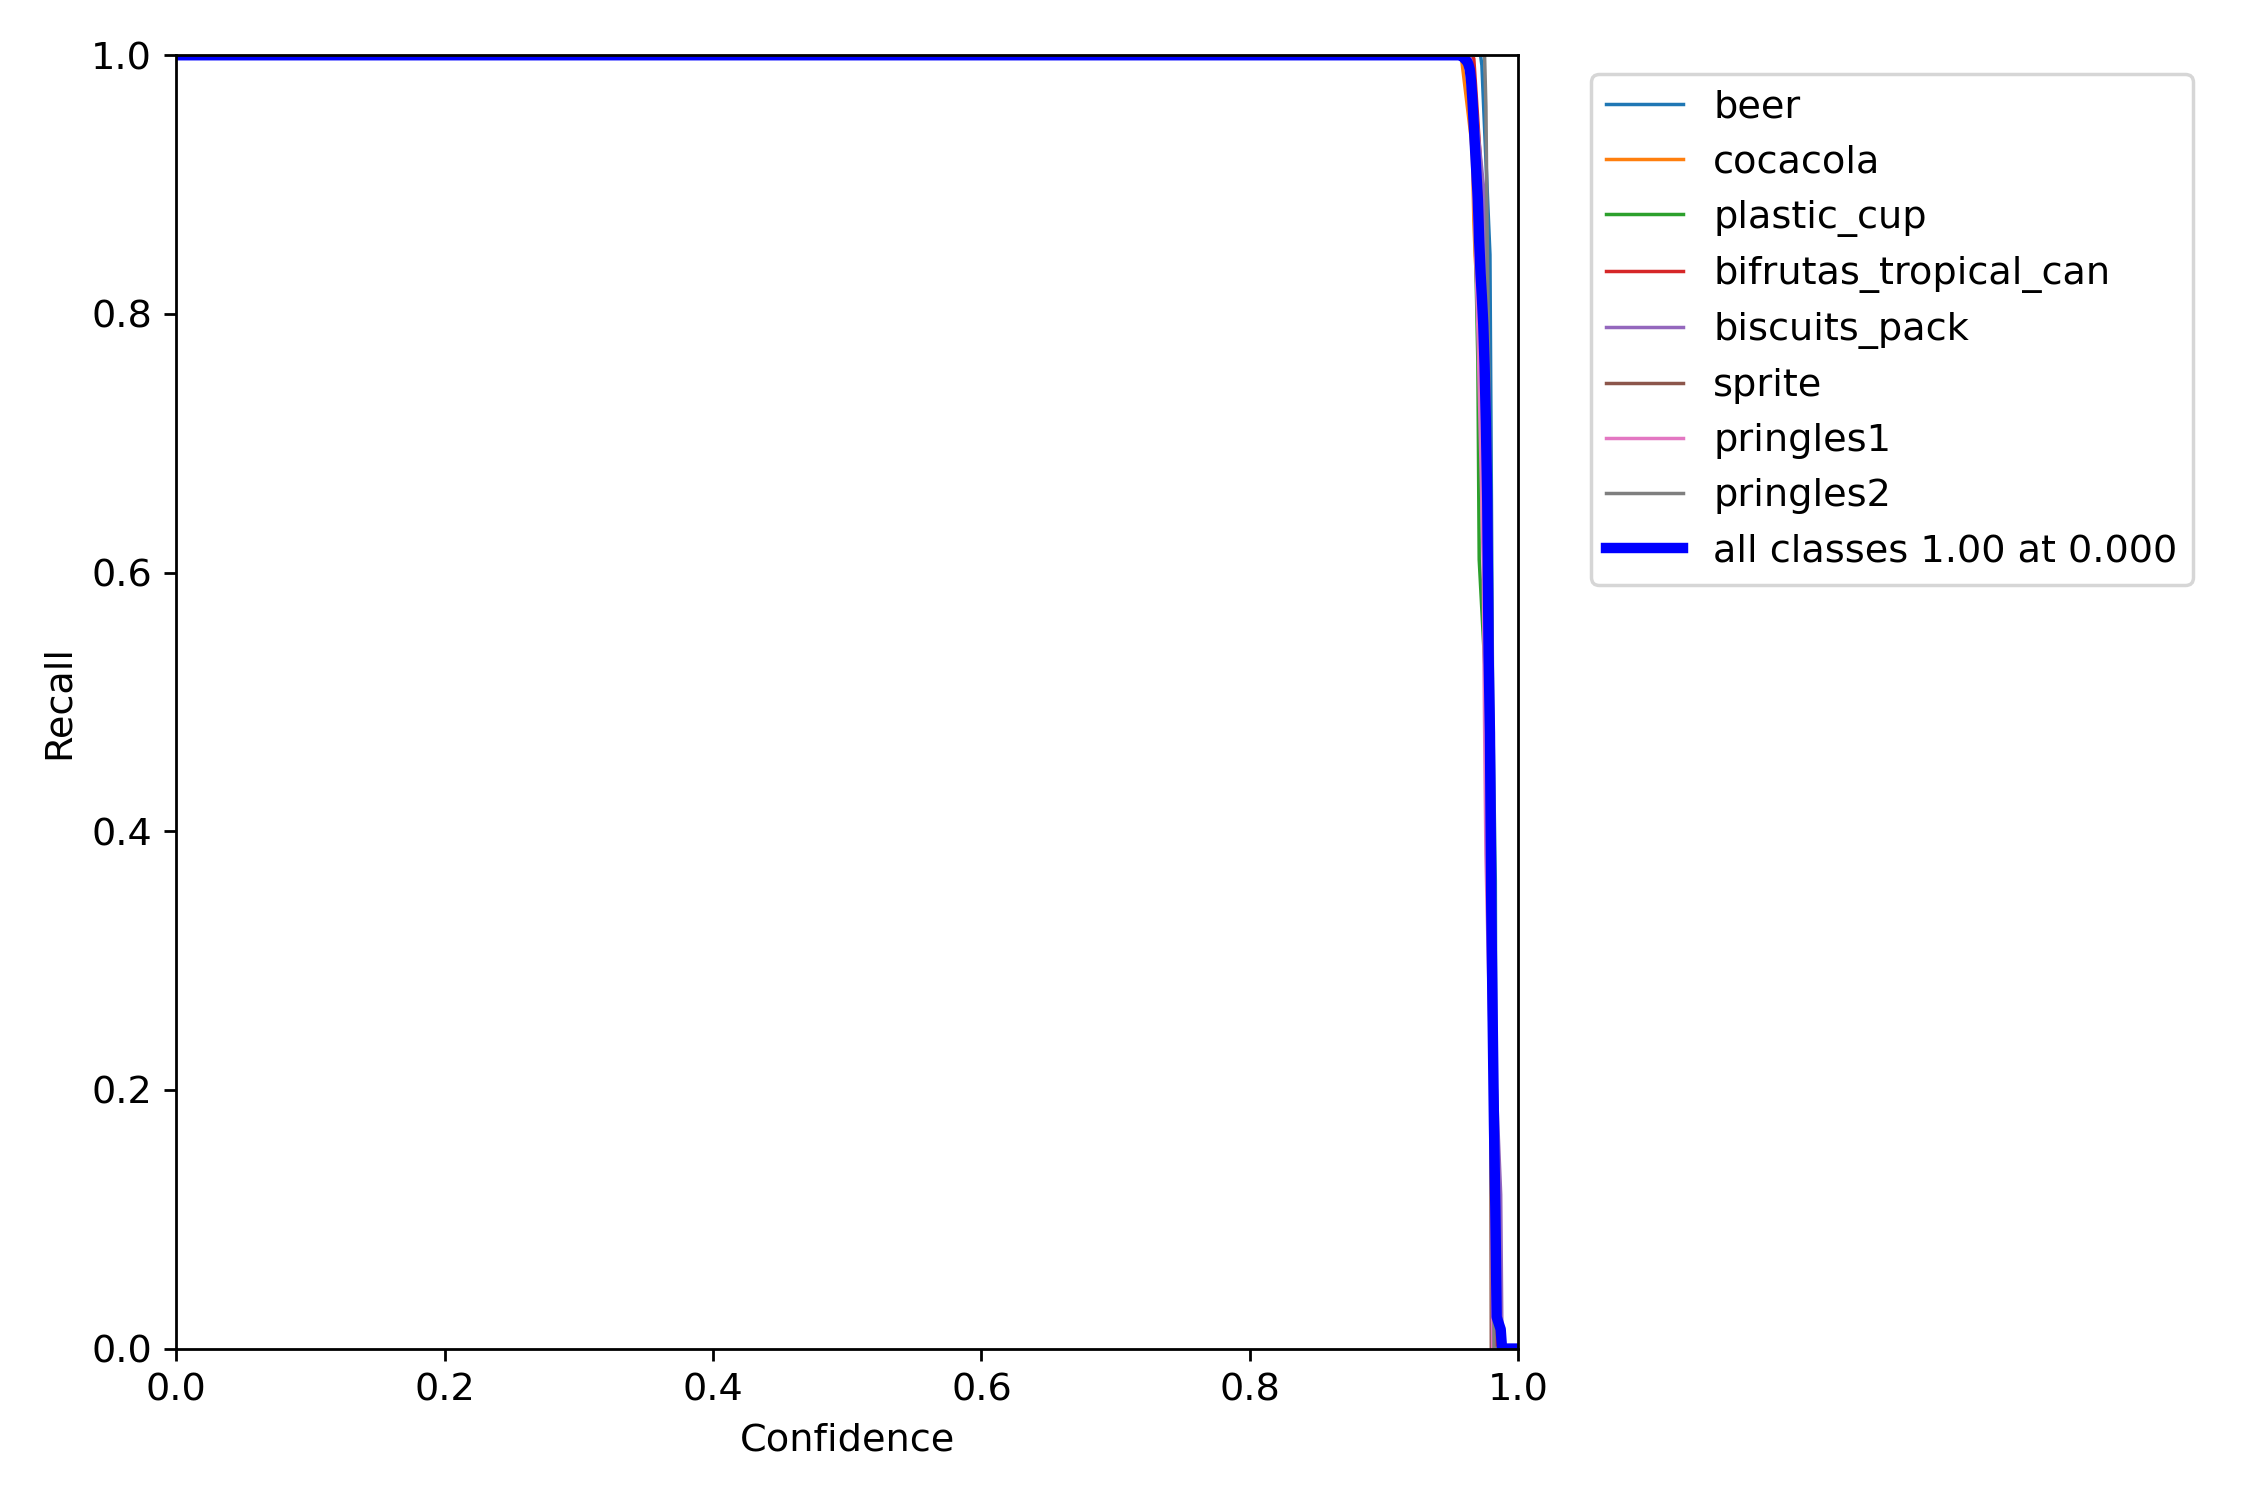 1.0
0.8
0.6
0.4
0.2
0.0
Recall
0.0 0.2 0.4 0.6 0.8 1.0
Confidence
beer
cocacola
plastic_cup
bifrutas_tropical_can
biscuits_pack
sprite
pringles1
pringles2
all classes 1.00 at 0.000